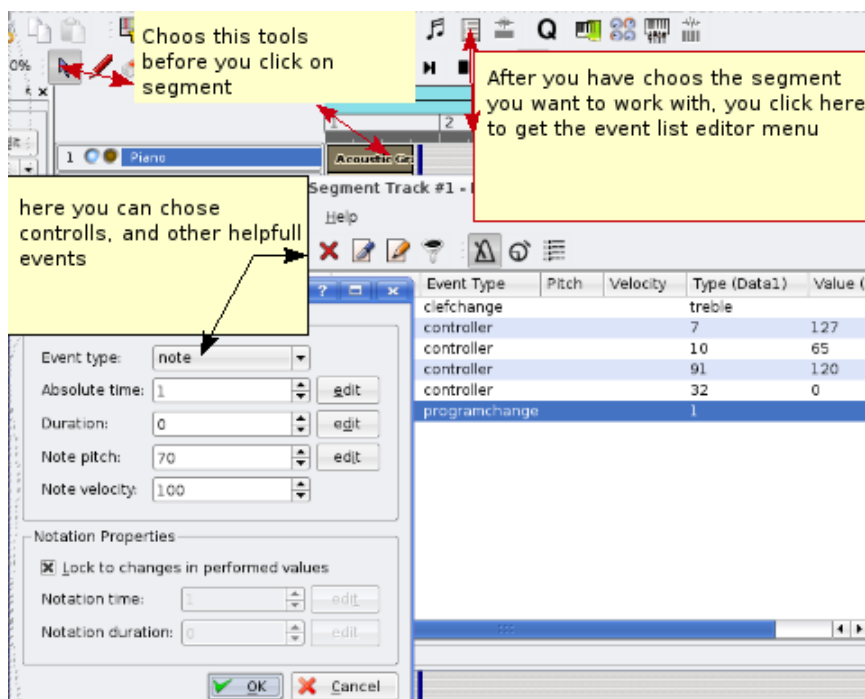 Choos this tools
before you click on
segment
0%
After you have choos the segment
you want to work with, you click here
to get the event list editor menu
1 2
1 Piano
Acoustic
Segment Track #1 -
here you can chose
controlls, and other helpfull
events
Help
Event Type Pitch Velocity Type (Data1) Value (
clefchange treble
controller 7 127
controller 10 65
controller 91 120
controller 32 0
programchange 1
Event type: note
Absolute time: 1 edit
Duration: 0 edit
Note pitch: 70 edit
Note velocity: 100
Notation Properties
Lock to changes in performed values
Notation time: 1 edit
Notation duration: 0 edit
OK Cancel